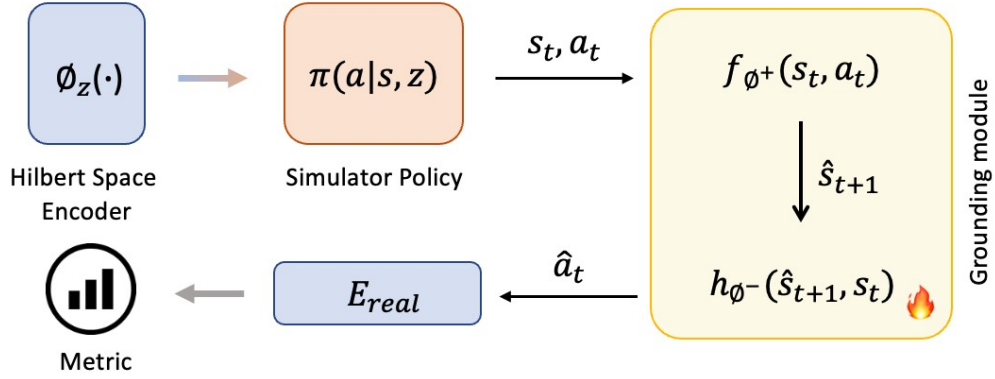 ∅z(·)
Hilbert Space
Encoder
π(a|s, z)
Simulator Policy
sₜ, aₜ
f∅⁺(sₜ, aₜ)
ŝₜ₊₁
h∅⁻(ŝₜ₊₁, sₜ)
Grounding module
âₜ
Eᵣₑₐₗ
Metric